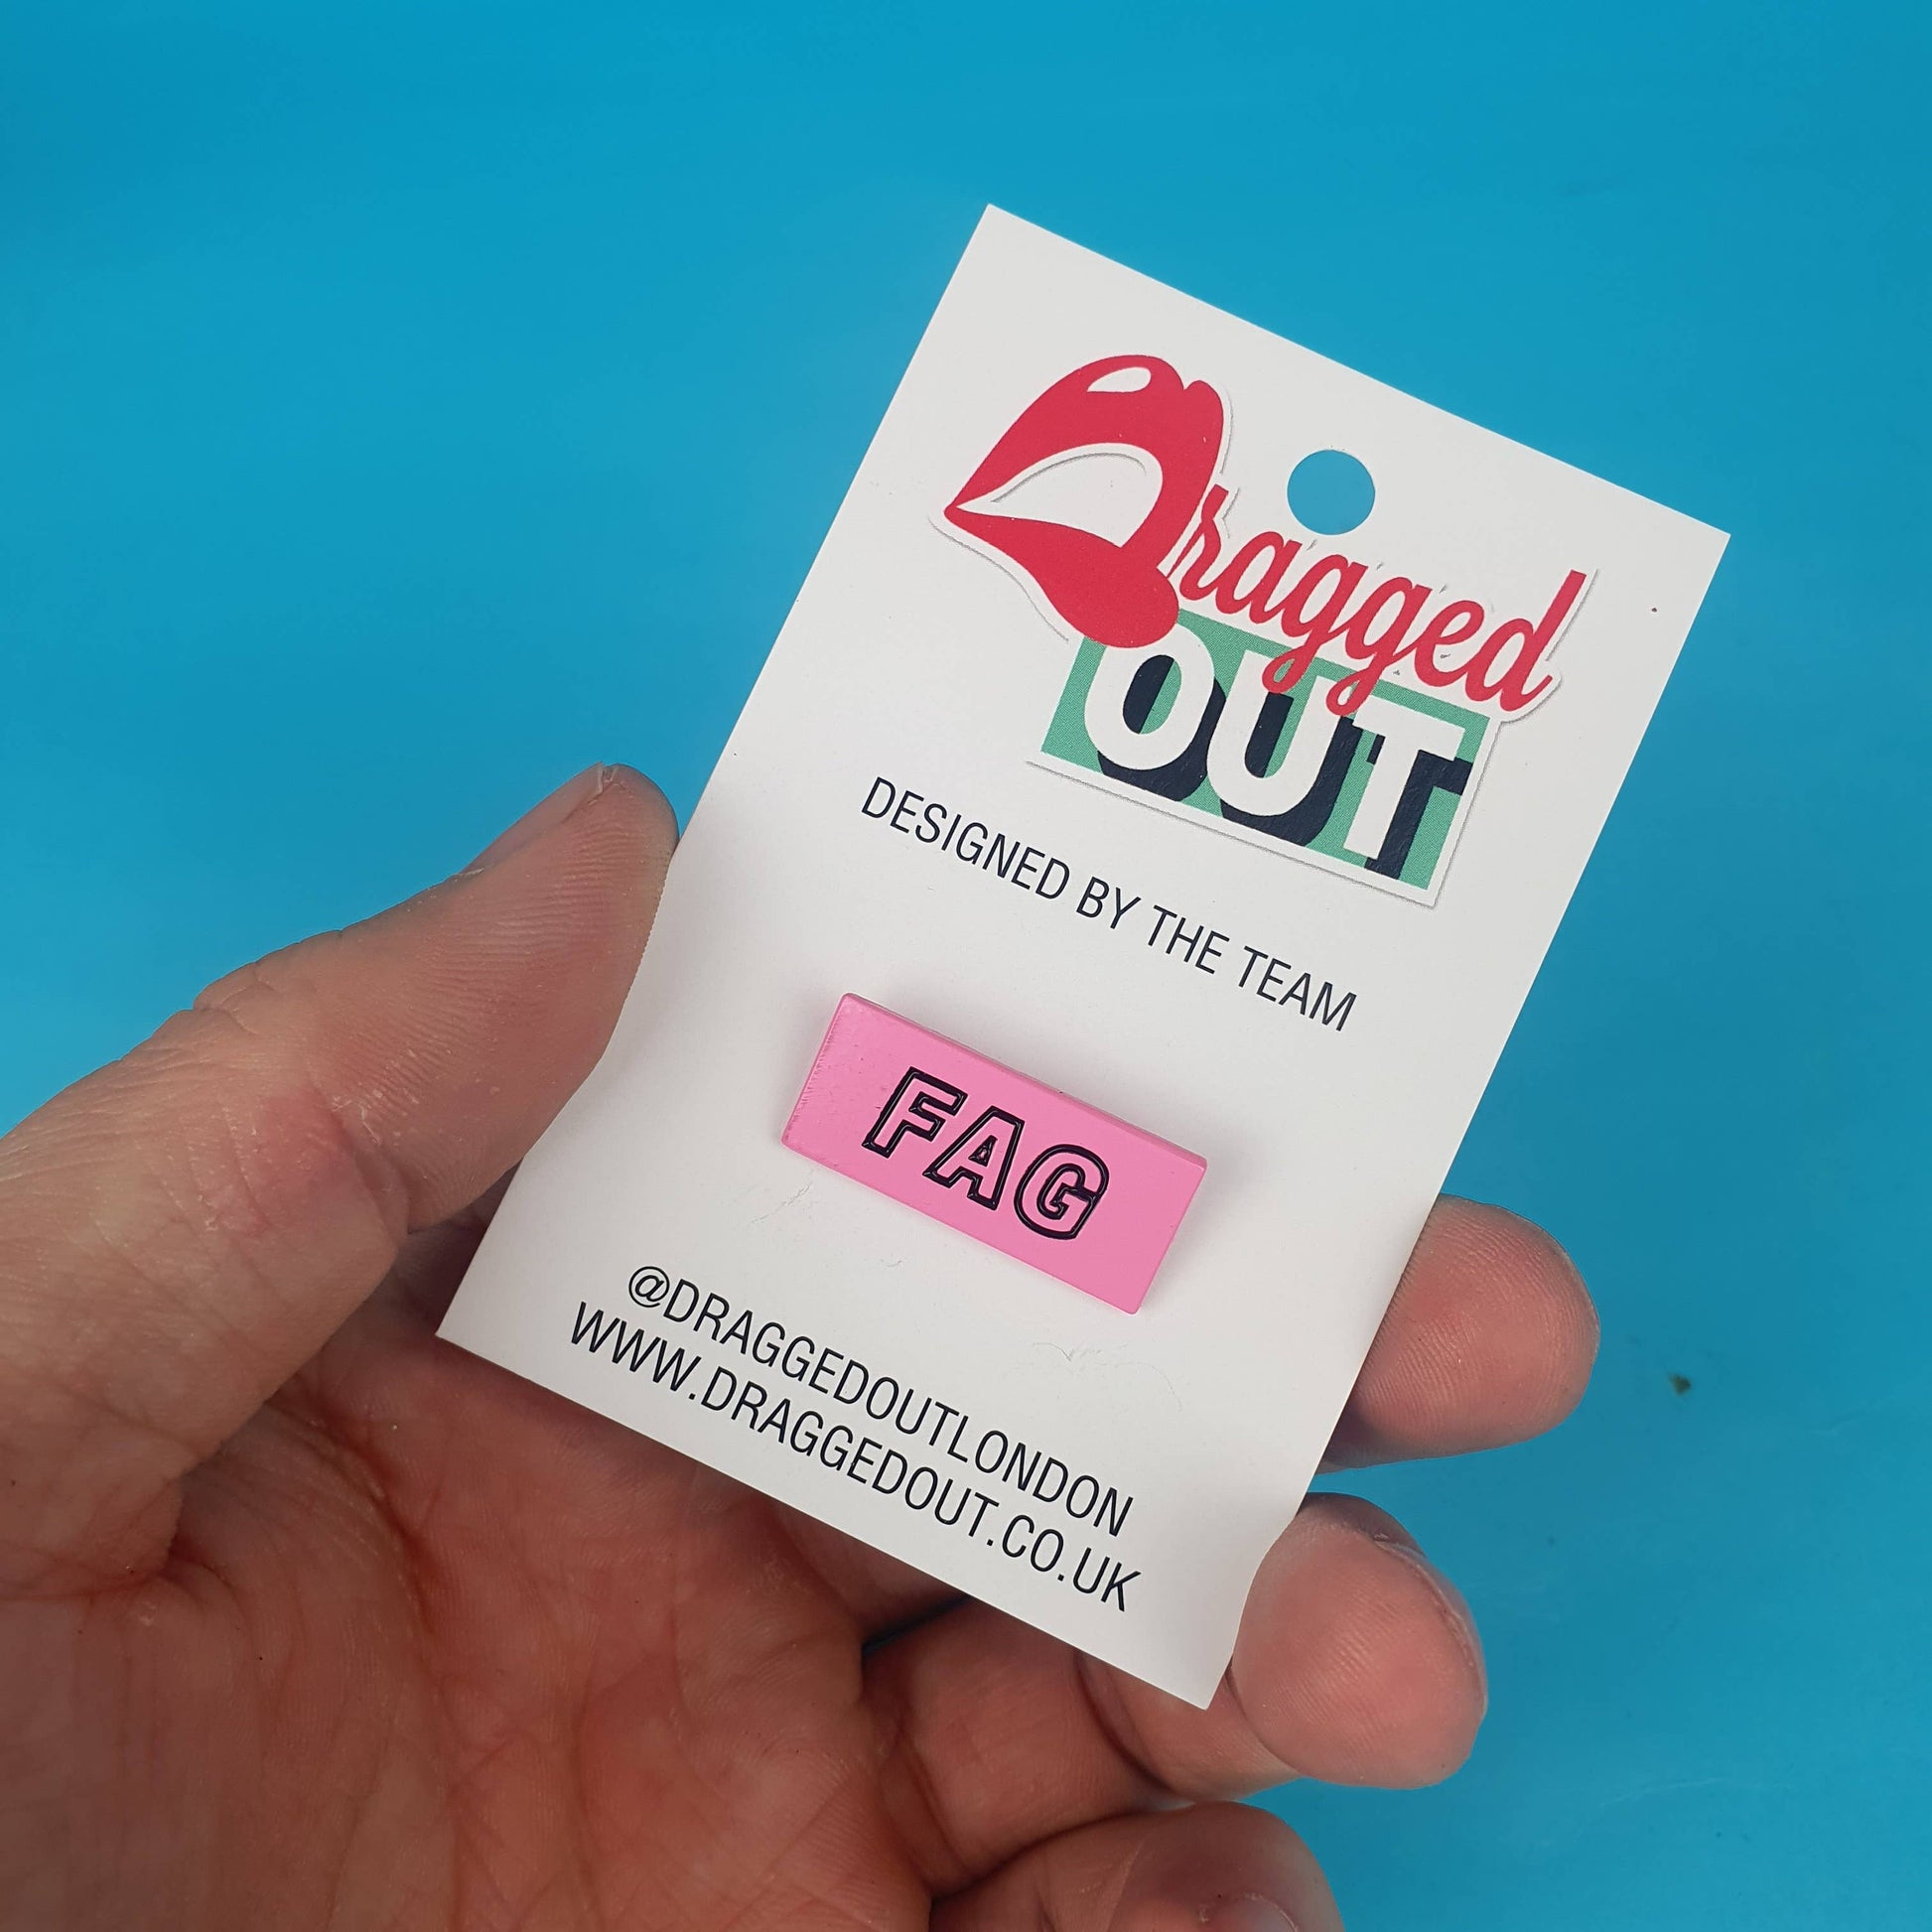 Dragged
OUT
DESIGNED BY THE TEAM
FAG
@DRAGGEDOUTLONDON
WWW.DRAGGEDOUT.CO.UK